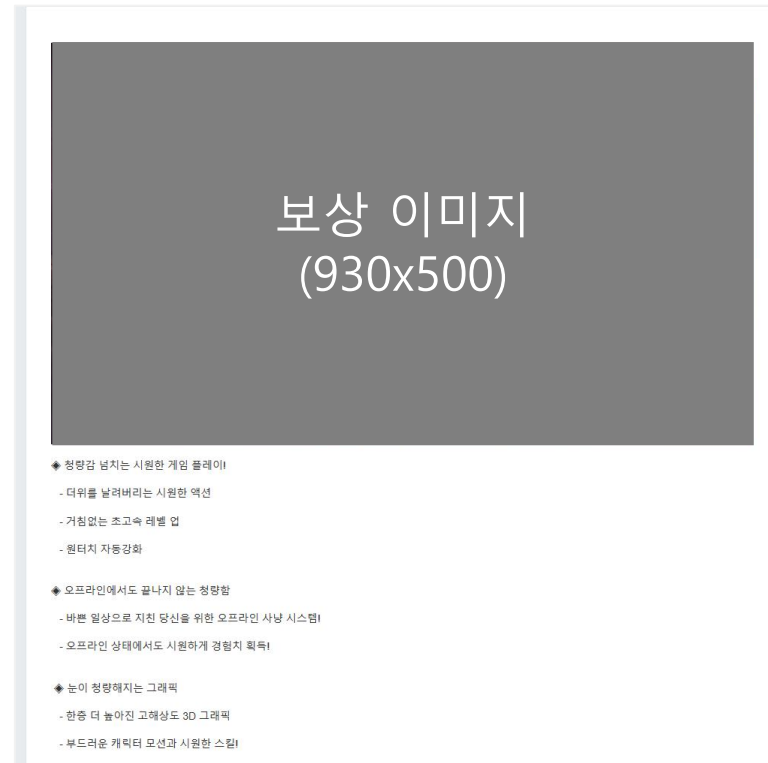 보상 이미지
(930x500)
◈ 청량감 넘치는 시원한 게임 플레이!
- 더위를 날려버리는 시원한 액션
- 거침없는 초고속 레벨 업
- 원터치 자동강화
◈ 오프라인에서도 끝나지 않는 청량함
- 바쁜 일상으로 지친 당신을 위한 오프라인 사냥 시스템!
- 오프라인 상태에서도 시원하게 경험치 획득!
◈ 눈이 청량해지는 그래픽
- 한층 더 높아진 고해상도 3D 그래픽
- 부드러운 캐릭터 모션과 시원한 스킬!